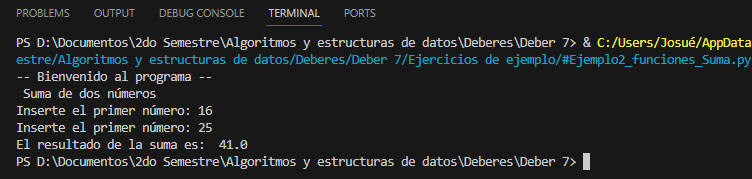 PROBLEMS OUTPUT DEBUG CONSOLE TERMINAL PORTS
PS D:\Documentos\2do Semestre\Algoritmos y estructuras de datos\Deberes\Deber 7> & C:/Users/Josué/AppData
estre/Algoritmos y estructuras de datos/Deberes/Deber 7/Ejercicios de ejemplo/#Ejemplo2_funciones_Suma.py
-- Bienvenido al programa --
Suma de dos números
Inserte el primer número: 16
Inserte el primer número: 25
El resultado de la suma es:  41.0
PS D:\Documentos\2do Semestre\Algoritmos y estructuras de datos\Deberes\Deber 7>